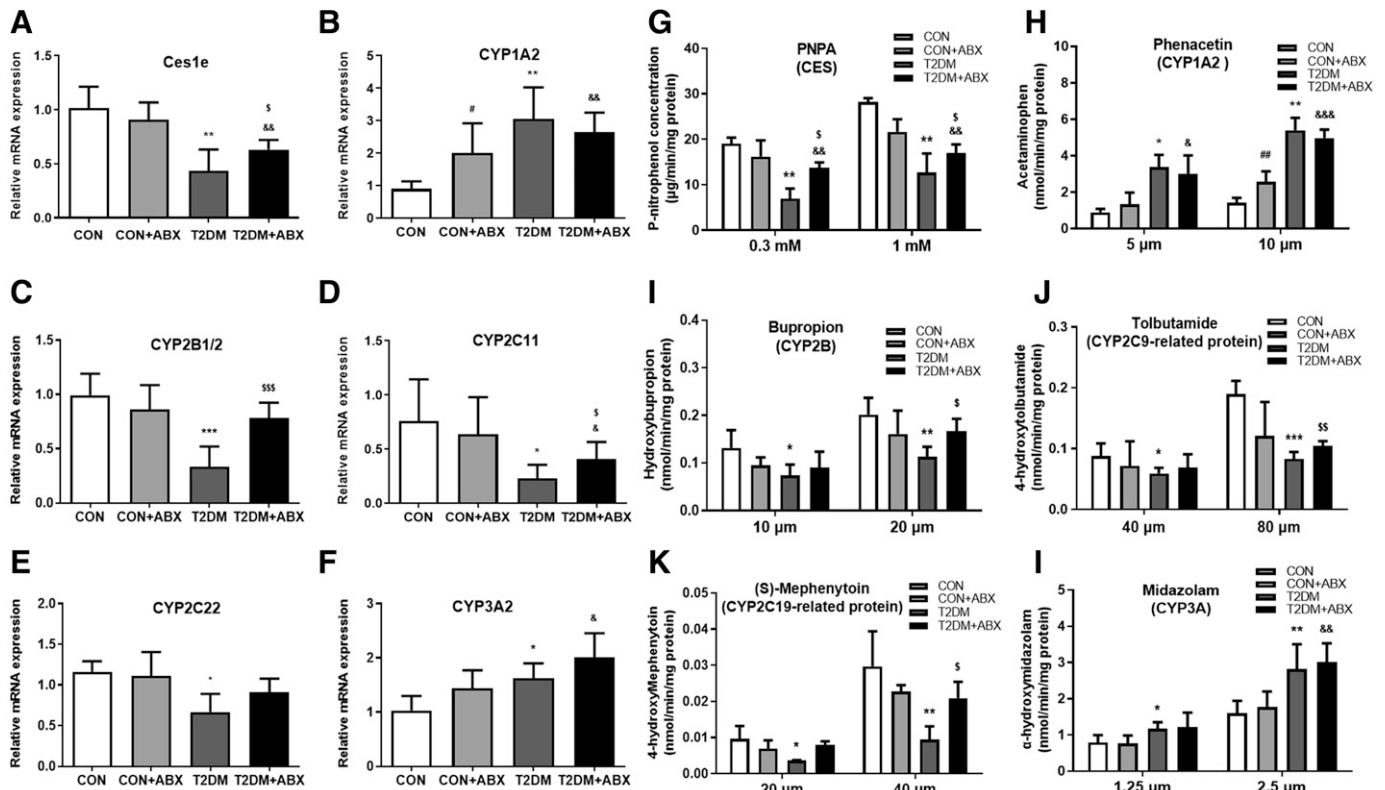 A
Ces1e
Relative mRNA expression
1.5
1.0
0.5
0.0
**
$
&&
CON CON+ABX T2DM T2DM+ABX
B
CYP1A2
Relative mRNA expression
5
4
3
2
1
0
#
**
&&
CON CON+ABX T2DM T2DM+ABX
G
PNPA
(CES)
CON
CON+ABX
T2DM
T2DM+ABX
P-nitrophenol concentration
(μg/min/mg protein)
40
30
20
10
0
**
$
&&
**
$
&&
0.3 mM 1 mM
H
Phenacetin
(CYP1A2 )
CON
CON+ABX
T2DM
T2DM+ABX
Acetaminophen
(nmol/min/mg protein)
10
8
6
4
2
0
*
&
##
**
&&&
5 μm 10 μm
C
CYP2B1/2
Relative mRNA expression
1.5
1.0
0.5
0.0
***
$$$
CON CON+ABX T2DM T2DM+ABX
D
CYP2C11
Relative mRNA expression
1.5
1.0
0.5
0.0
*
$
&
CON CON+ABX T2DM T2DM+ABX
I
Bupropion
(CYP2B)
CON
CON+ABX
T2DM
T2DM+ABX
Hydroxybupropion
(nmol/min/mg protein)
0.4
0.3
0.2
0.1
0.0
*
**
$
10 μm 20 μm
J
Tolbutamide
(CYP2C9-related protein)
CON
CON+ABX
T2DM
T2DM+ABX
4-hydroxytolbutamide
(nmol/min/mg protein)
0.3
0.2
0.1
0.0
*
***
$$
40 μm 80 μm
E
CYP2C22
Relative mRNA expression
2.0
1.5
1.0
0.5
0.0
*
CON CON+ABX T2DM T2DM+ABX
F
CYP3A2
Relative mRNA expression
3
2
1
0
*
&
CON CON+ABX T2DM T2DM+ABX
K
(S)-Mephenytoin
(CYP2C19-related protein)
CON
CON+ABX
T2DM
T2DM+ABX
4-hydroxyMephenytoin
(nmol/min/mg protein)
0.05
0.04
0.03
0.02
0.01
0.00
*
**
$
20 μm 40 μm
I
Midazolam
(CYP3A)
CON
CON+ABX
T2DM
T2DM+ABX
α-hydroxymidazolam
(nmol/min/mg protein)
5
4
3
2
1
0
*
**
&&
1.25 μm 2.5 μm